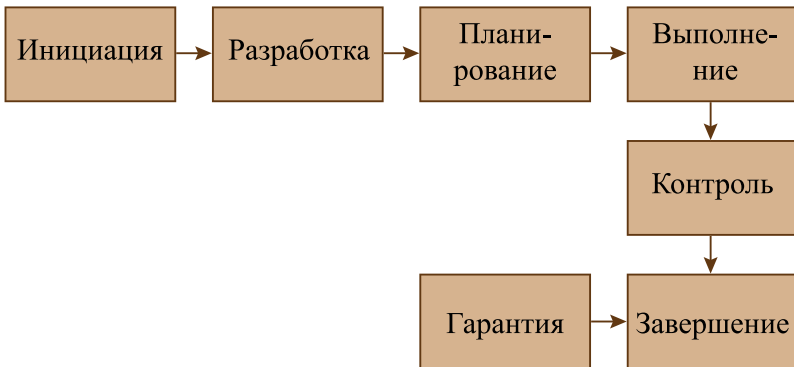 Инициация
Разработка
Плани-
рование
Выполне-
ние
Контроль
Гарантия
Завершение